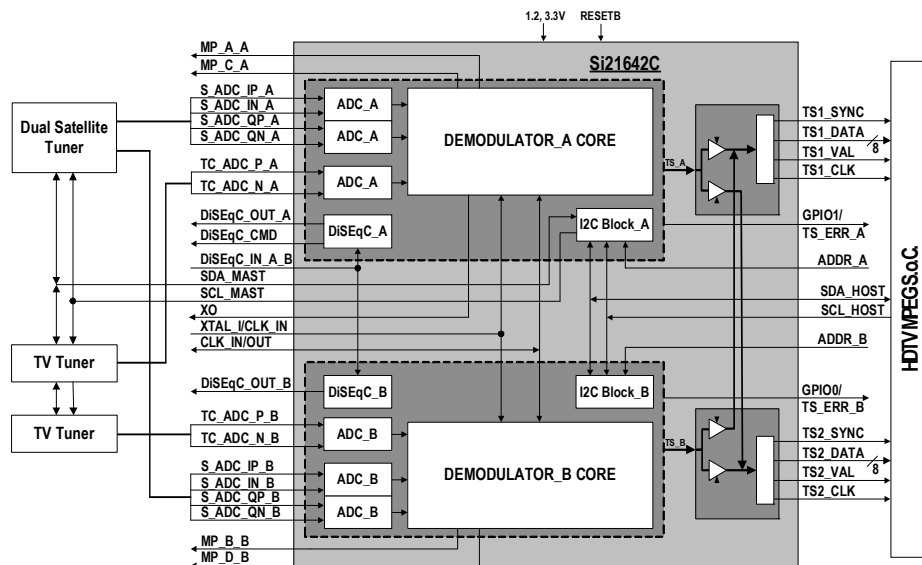 1.2, 3.3V
RESETB
Si21642C
MP_A_A
MP_C_A
S_ADC_IP_A
S_ADC_IN_A
S_ADC_QP_A
S_ADC_QN_A
ADC_A
ADC_A
DEMODULATOR_A CORE
Dual Satellite
Tuner
TC_ADC_P_A
TC_ADC_N_A
ADC_A
TS_A
TS1_SYNC
TS1_DATA
8
TS1_VAL
TS1_CLK
DiSEqC_OUT_A
DiSEqC_CMD
DiSEqC_A
I2C Block_A
GPIO1/
TS_ERR_A
DiSEqC_IN_A_B
SDA_MAST
SCL_MAST
ADDR_A
SDA_HOST
SCL_HOST
XO
XTAL_I/CLK_IN
CLK_IN/OUT
ADDR_B
HDTV MPEG S.o.C.
TV Tuner
DiSEqC_OUT_B
DiSEqC_B
I2C Block_B
GPIO0/
TS_ERR_B
TV Tuner
TC_ADC_P_B
TC_ADC_N_B
ADC_B
DEMODULATOR_B CORE
TS_B
TS2_SYNC
TS2_DATA
8
TS2_VAL
TS2_CLK
S_ADC_IP_B
S_ADC_IN_B
S_ADC_QP_B
S_ADC_QN_B
ADC_B
ADC_B
MP_B_B
MP_D_B